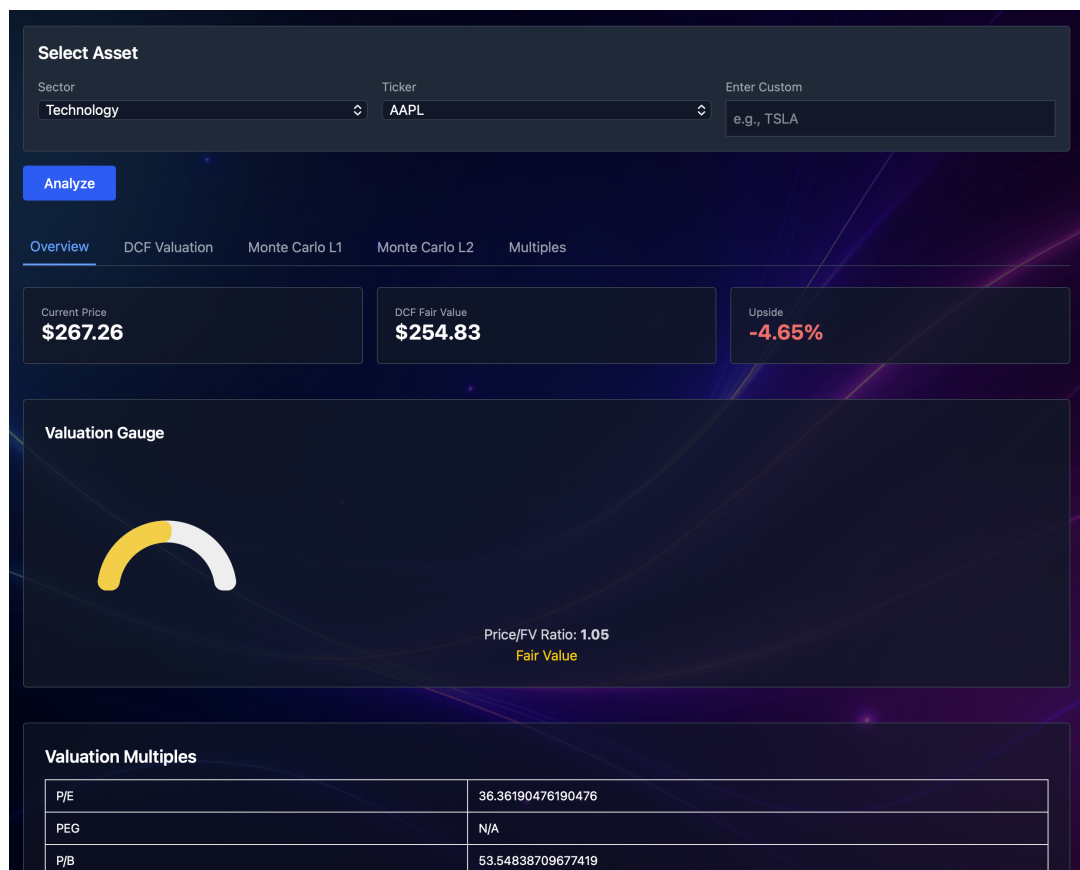 Select Asset
Sector Ticker Enter Custom
Technology AAPL e.g., TSLA
Analyze
Overview DCF Valuation Monte Carlo L1 Monte Carlo L2 Multiples
Current Price DCF Fair Value Upside
$267.26 $254.83 -4.65%
Valuation Gauge
Price/FV Ratio: 1.05
Fair Value
Valuation Multiples
P/E 36.36190476190476
PEG N/A
P/B 53.54838709677419